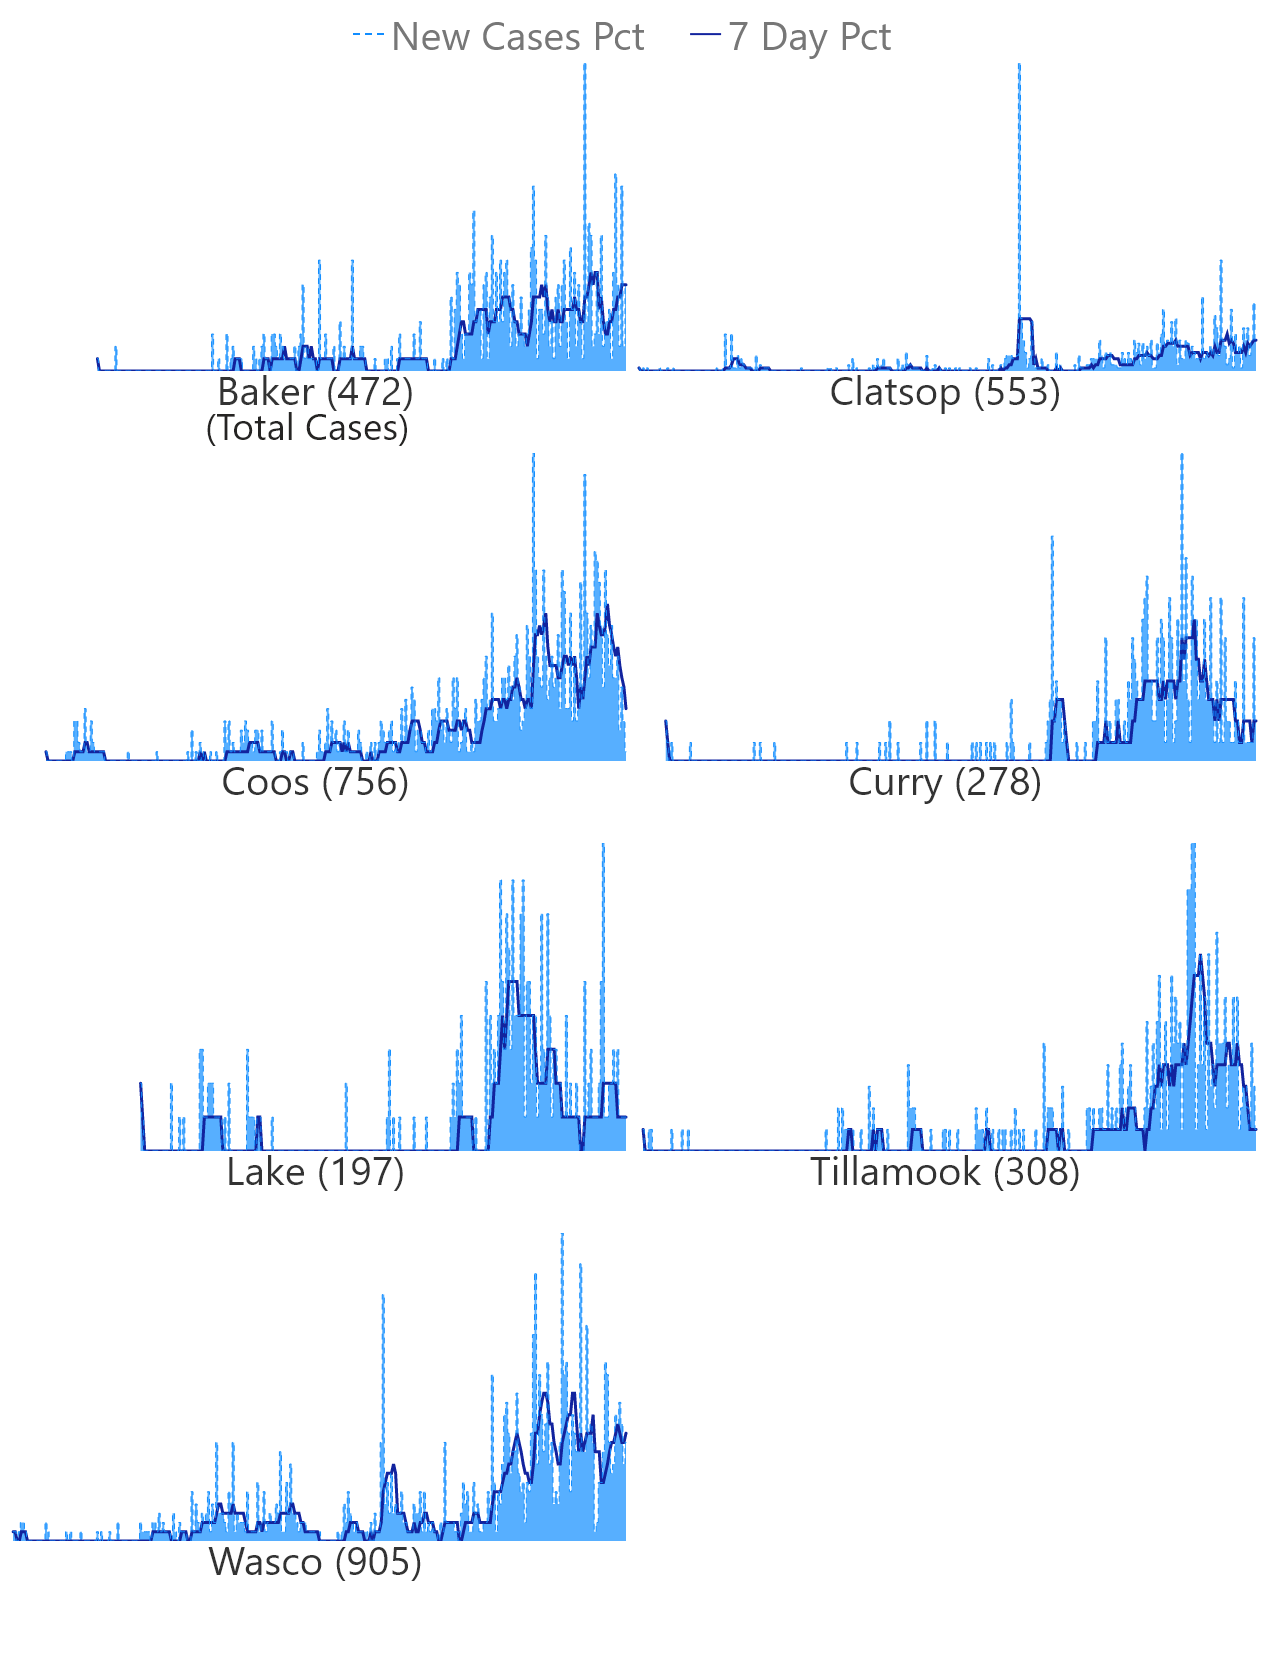 New Cases Pct 7 Day Pct
Baker (472)
(Total Cases)
Clatsop (553)
Coos (756)
Curry (278)
Lake (197)
Tillamook (308)
Wasco (905)